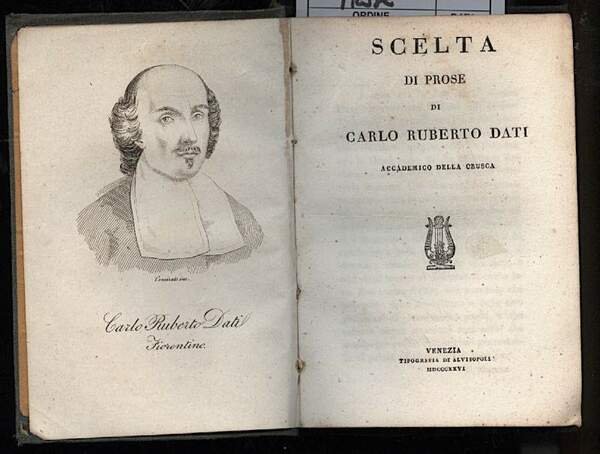 Carlo Ruberto Dati
Fiorentino.
ORDINE
SCELTA
DI PROSE
DI
CARLO RUBERTO DATI
ACCADEMICO DELLA CRUSCA
VENEZIA
TIPOGRAFIA DI ALVISOPOLI
MDCCCXXVI